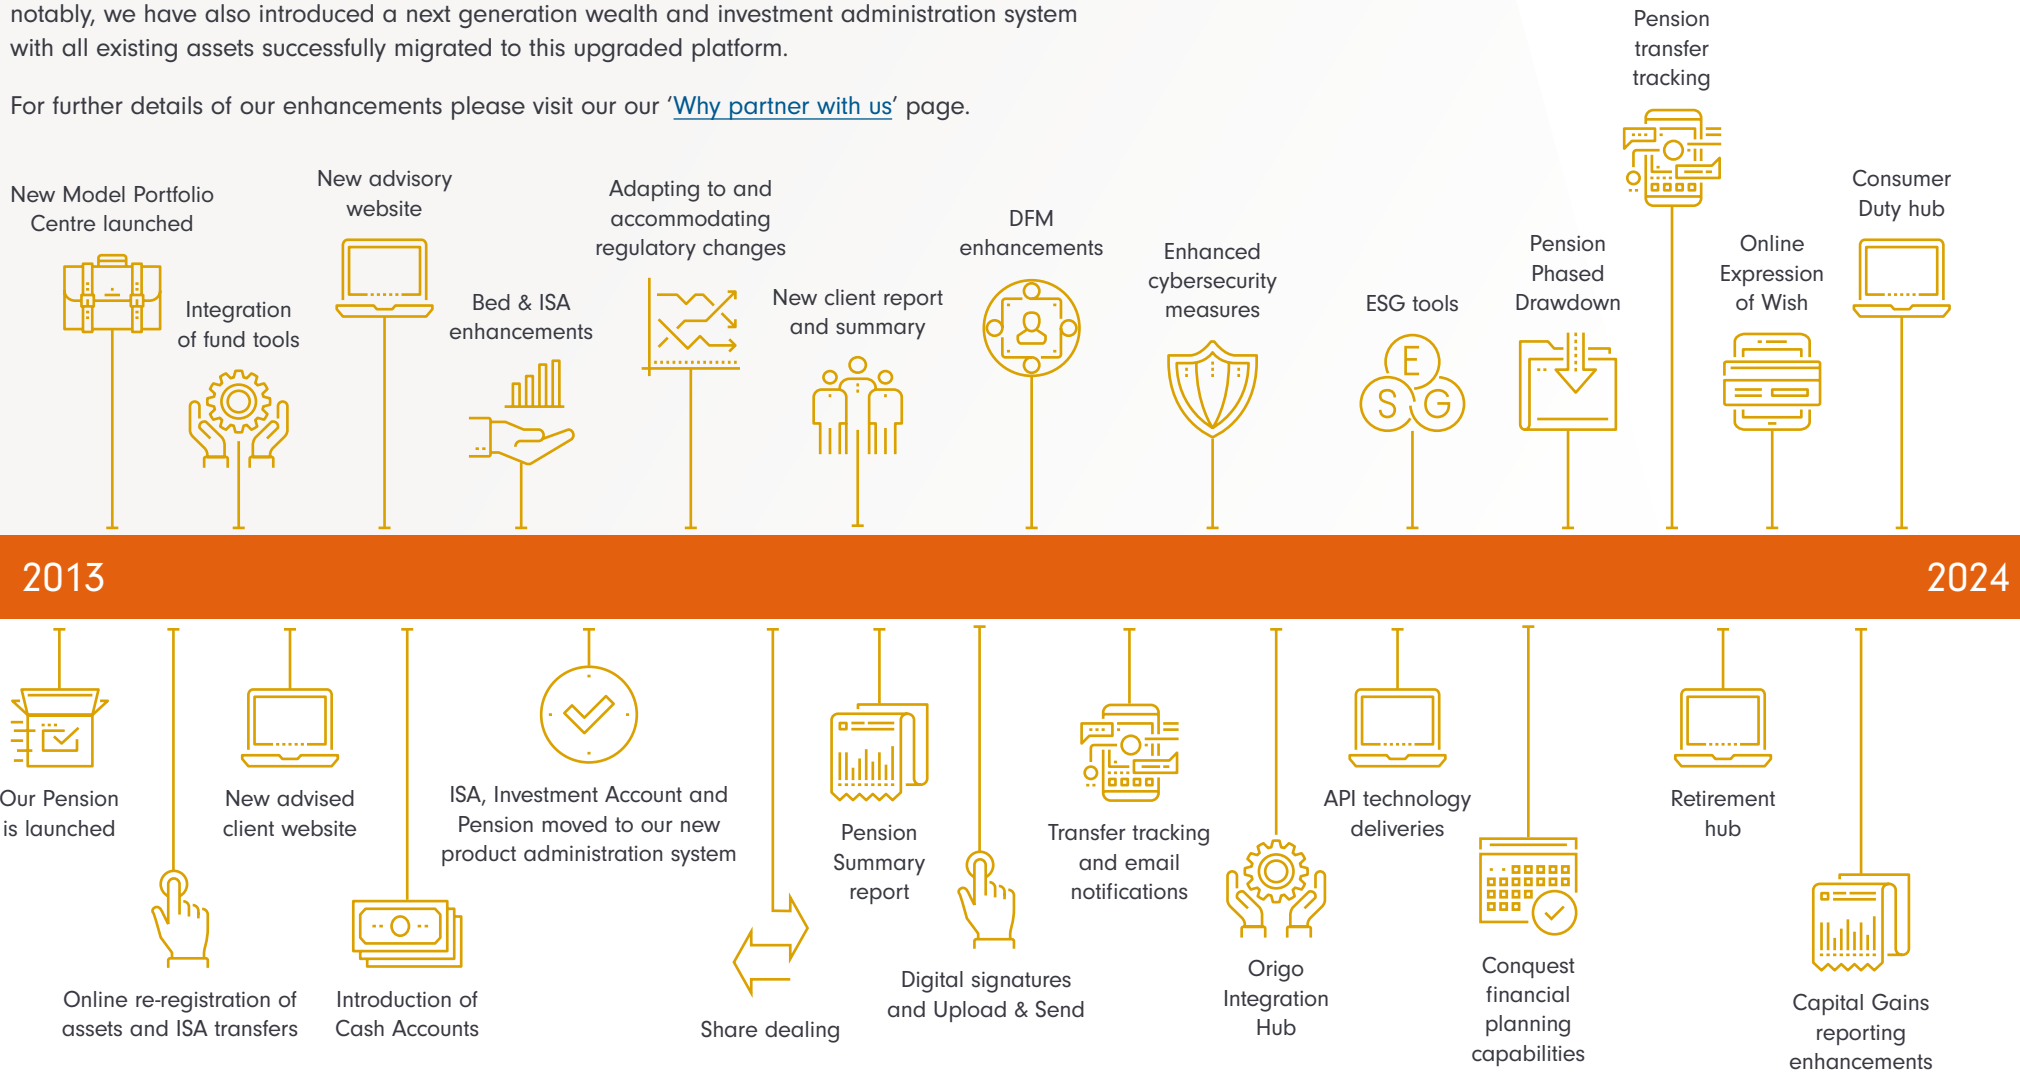 notably, we have also introduced a next generation wealth and investment administration system
with all existing assets successfully migrated to this upgraded platform.
For further details of our enhancements please visit our our ‘Why partner with us’ page.
New Model Portfolio
Centre launched
Integration
of fund tools
New advisory
website
Bed & ISA
enhancements
Adapting to and
accommodating
regulatory changes
New client report
and summary
DFM
enhancements
Enhanced
cybersecurity
measures
ESG tools
E
S G
Pension
Phased
Drawdown
Pension
transfer
tracking
Online
Expression
of Wish
Consumer
Duty hub
2013
2024
Our Pension
is launched
Online re-registration of
assets and ISA transfers
New advised
client website
Introduction of
Cash Accounts
ISA, Investment Account and
Pension moved to our new
product administration system
Share dealing
Pension
Summary
report
Digital signatures
and Upload & Send
Transfer tracking
and email
notifications
Origo
Integration
Hub
API technology
deliveries
Conquest
financial
planning
capabilities
Retirement
hub
Capital Gains
reporting
enhancements